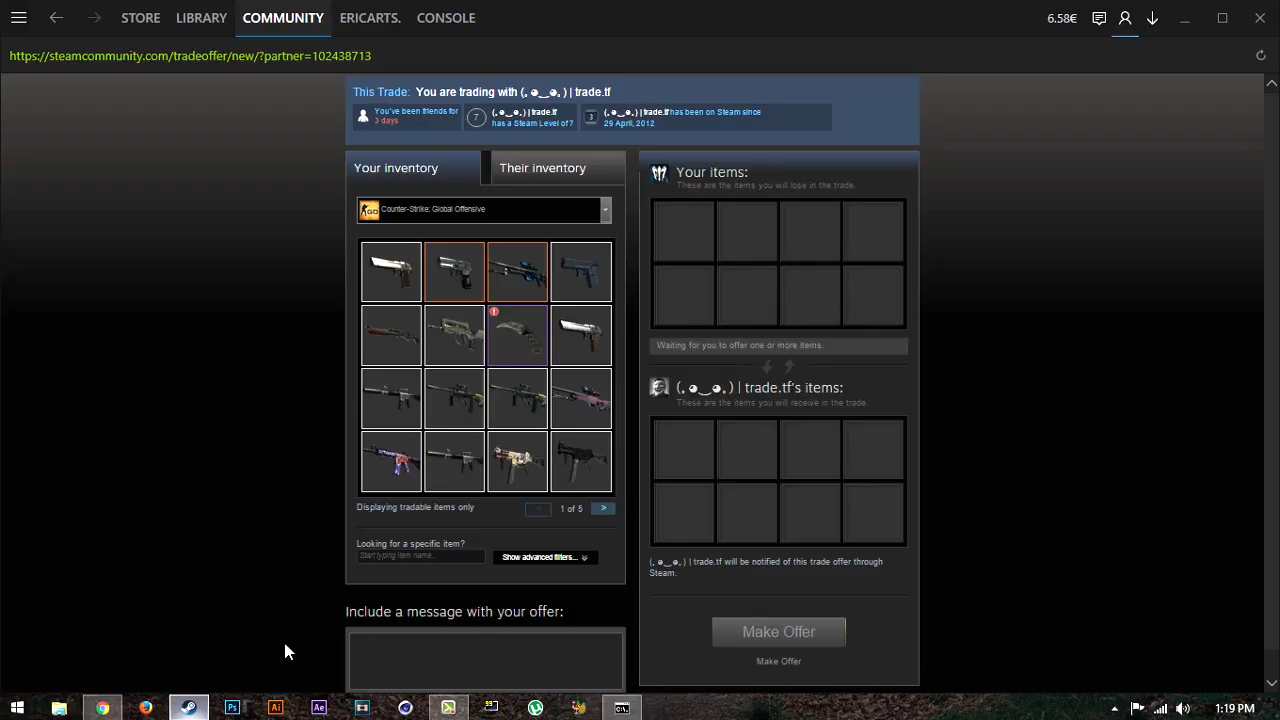 STORE LIBRARY COMMUNITY ERICARTS. CONSOLE 6.58€
https://steamcommunity.com/tradeoffer/new/?partner=102438713
This Trade: You are trading with (｡◕‿◕｡) | trade.tf
You've been friends for
3 days
7
(｡◕‿◕｡) | trade.tf
has a Steam Level of 7
3
(｡◕‿◕｡) | trade.tf has been on Steam since
29 April, 2012
Your inventory
Their inventory
GO Counter-Strike: Global Offensive
!
Displaying tradable items only
< 1 of 5 >
Looking for a specific item?
Start typing item name...
Show advanced filters...
Include a message with your offer:
Your items:
These are the items you will lose in the trade.
Waiting for you to offer one or more items.
(｡◕‿◕｡) | trade.tf's items:
These are the items you will receive in the trade.
(｡◕‿◕｡) | trade.tf will be notified of this trade offer through
Steam.
Make Offer
Make Offer
Ps Ai Ae 1:19 PM